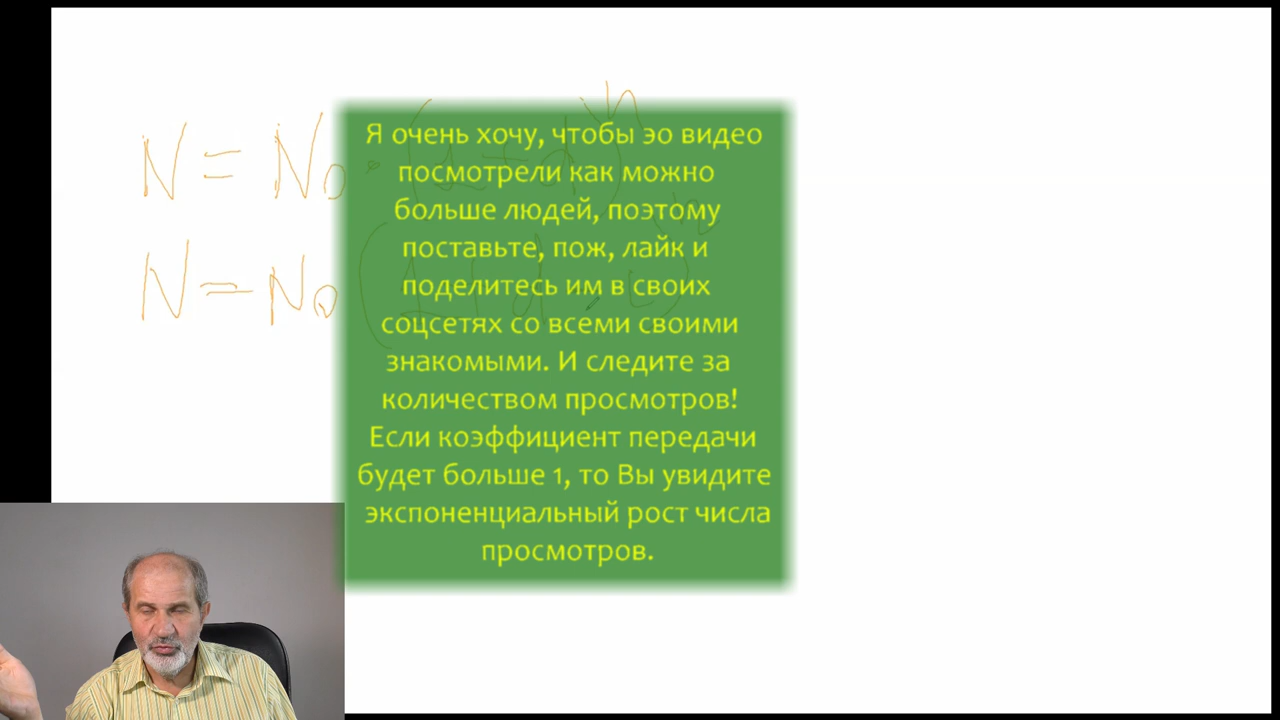 N = N₀ · (1 + d)ⁿ
N = N₀ (1 + d · c)ⁿ
Я очень хочу, чтобы эо видео
посмотрели как можно
больше людей, поэтому
поставьте, пож, лайк и
поделитесь им в своих
соцсетях со всеми своими
знакомыми. И следите за
количеством просмотров!
Если коэффициент передачи
будет больше 1, то Вы увидите
экспоненциальный рост числа
просмотров.